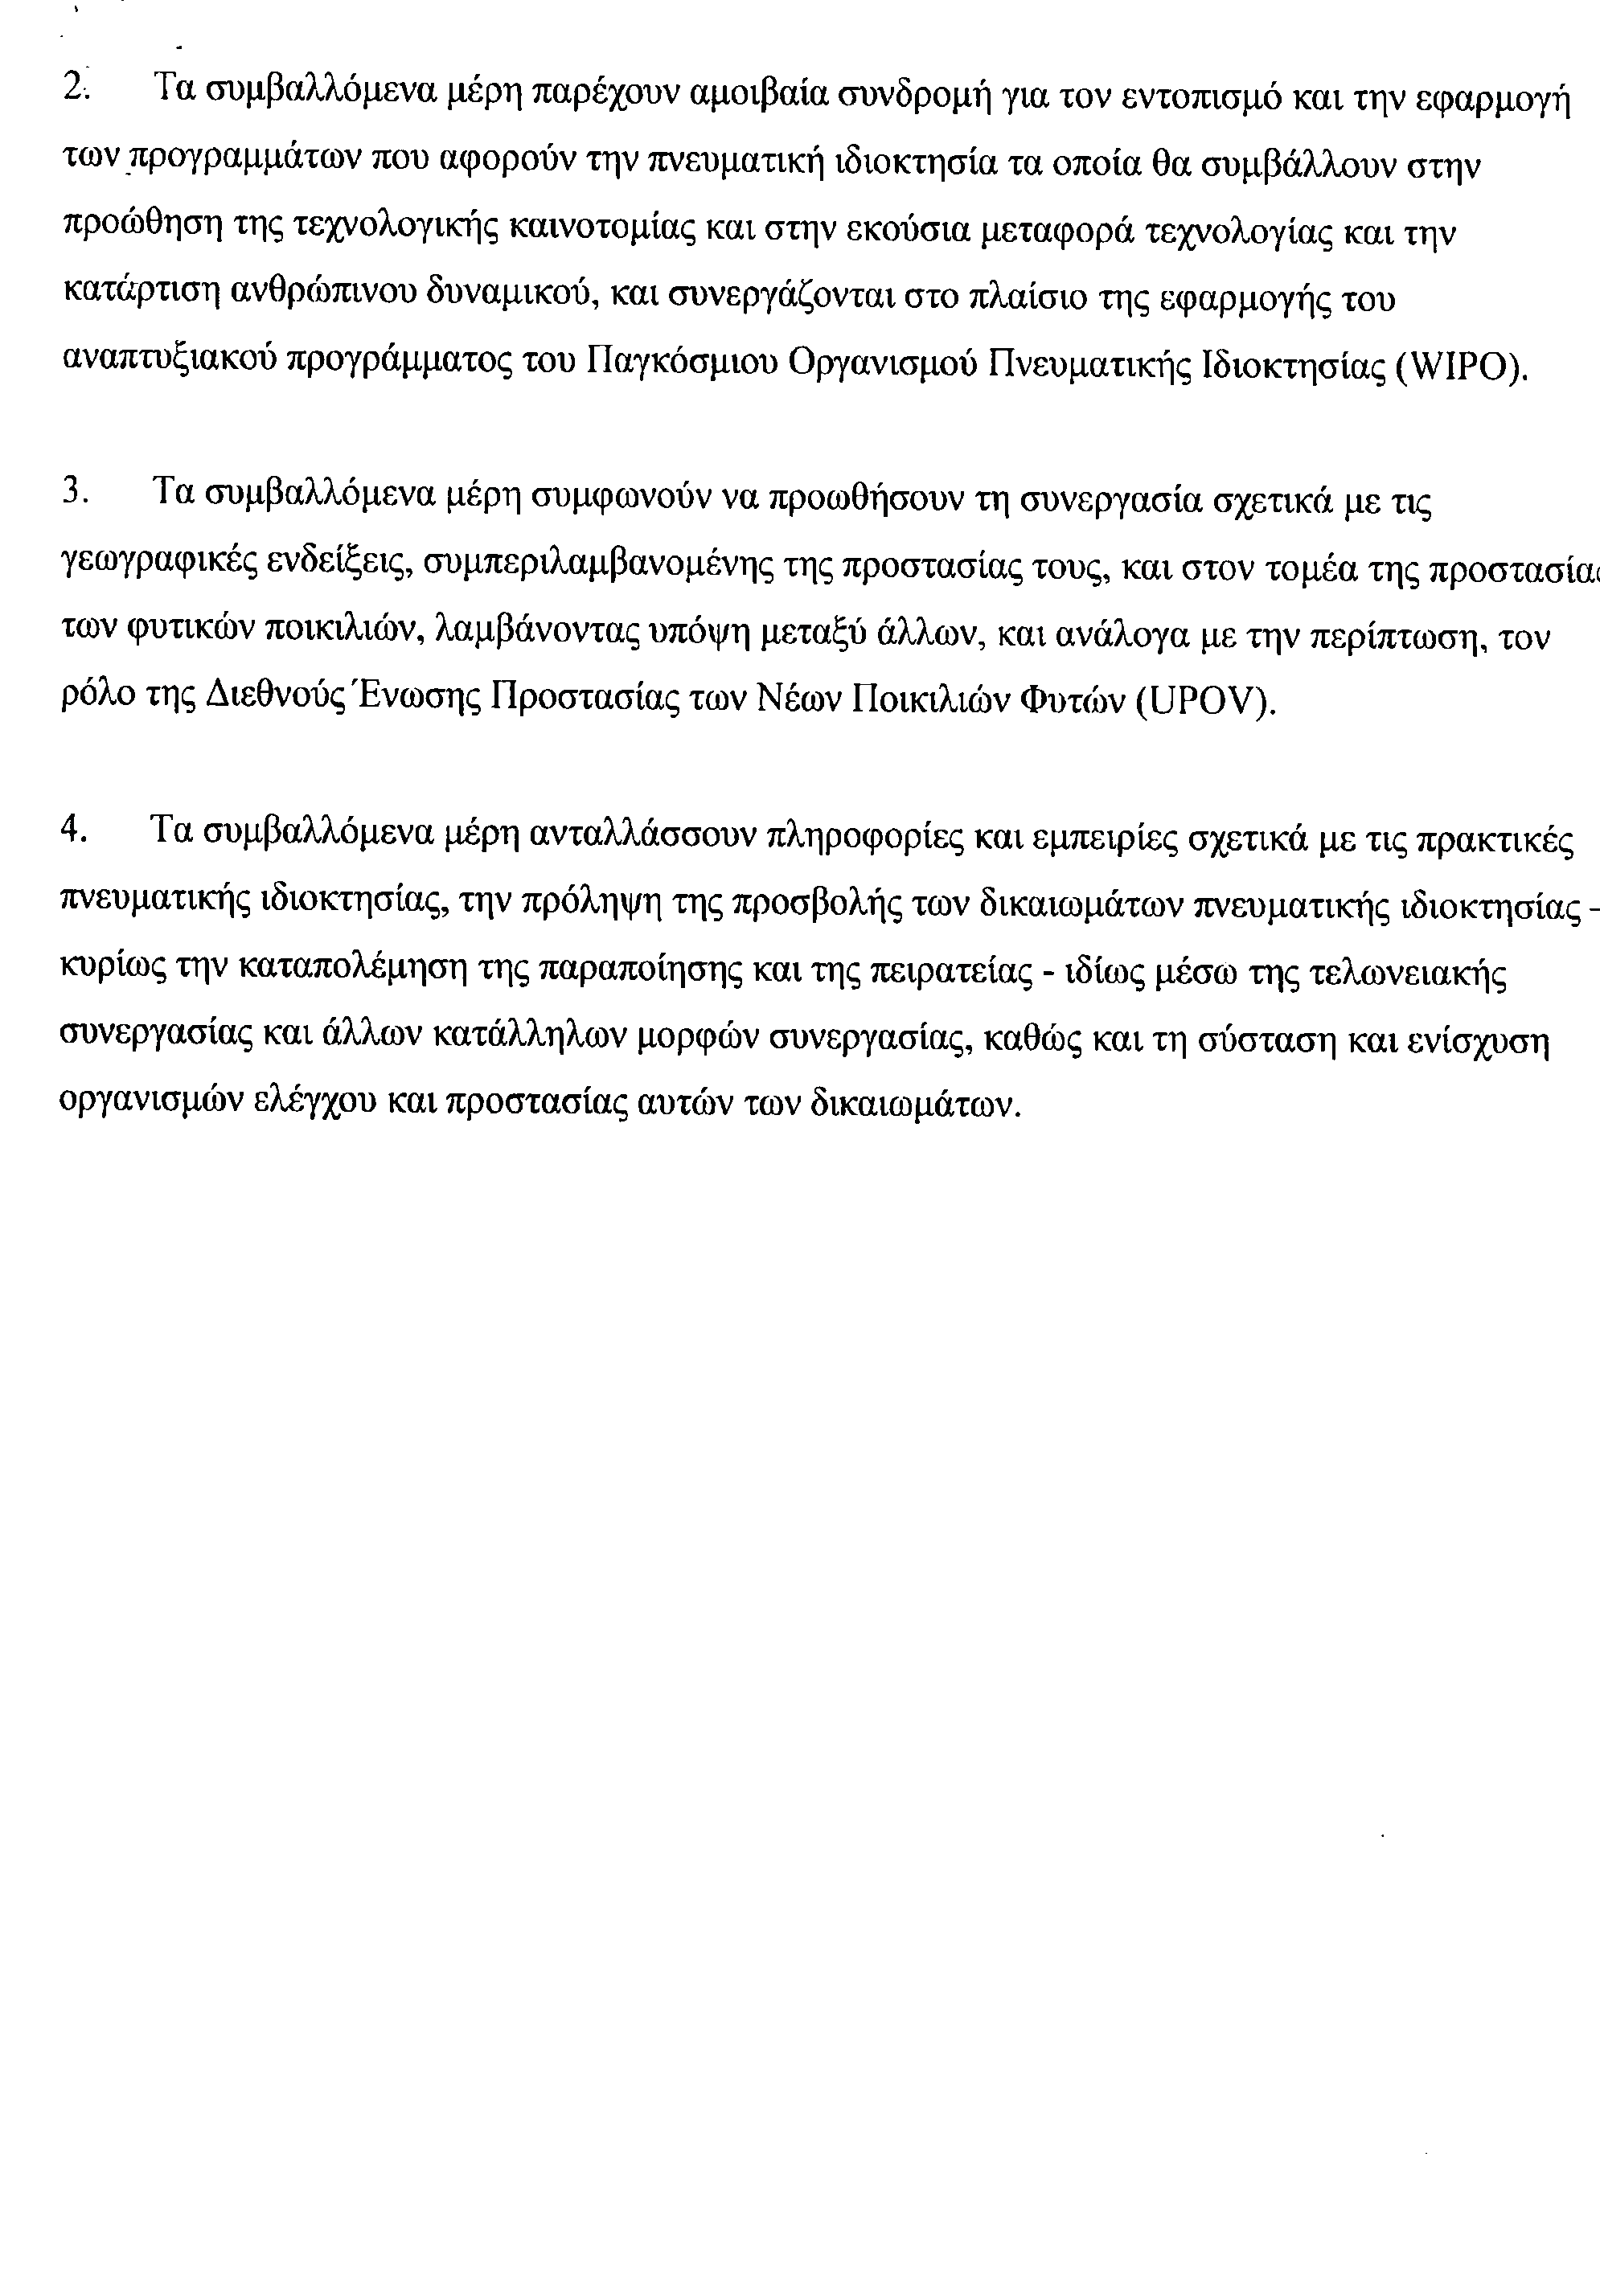 2. Τα συμβαλλόμενα μέρη παρέχουν αμοιβαία συνδρομή για τον εντοπισμό και την εφαρμογή
των προγραμμάτων που αφορούν την πνευματική ιδιοκτησία τα οποία θα συμβάλλουν στην
προώθηση της τεχνολογικής καινοτομίας και στην εκούσια μεταφορά τεχνολογίας και την
κατάρτιση ανθρώπινου δυναμικού, και συνεργάζονται στο πλαίσιο της εφαρμογής του
αναπτυξιακού προγράμματος του Παγκόσμιου Οργανισμού Πνευματικής Ιδιοκτησίας (WIPO).
3. Τα συμβαλλόμενα μέρη συμφωνούν να προωθήσουν τη συνεργασία σχετικά με τις
γεωγραφικές ενδείξεις, συμπεριλαμβανομένης της προστασίας τους, και στον τομέα της προστασίας
των φυτικών ποικιλιών, λαμβάνοντας υπόψη μεταξύ άλλων, και ανάλογα με την περίπτωση, τον
ρόλο της Διεθνούς Ένωσης Προστασίας των Νέων Ποικιλιών Φυτών (UPOV).
4. Τα συμβαλλόμενα μέρη ανταλλάσσουν πληροφορίες και εμπειρίες σχετικά με τις πρακτικές
πνευματικής ιδιοκτησίας, την πρόληψη της προσβολής των δικαιωμάτων πνευματικής ιδιοκτησίας -
κυρίως την καταπολέμηση της παραποίησης και της πειρατείας - ιδίως μέσω της τελωνειακής
συνεργασίας και άλλων κατάλληλων μορφών συνεργασίας, καθώς και τη σύσταση και ενίσχυση
οργανισμών ελέγχου και προστασίας αυτών των δικαιωμάτων.